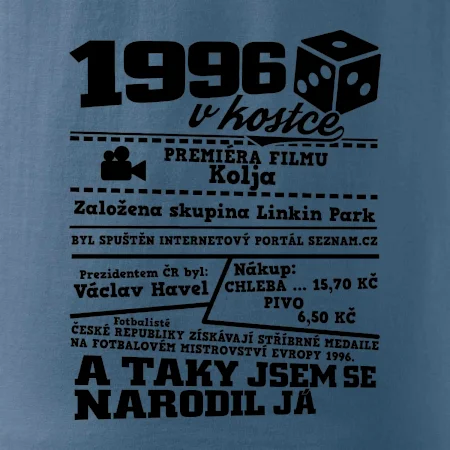 1996
v kostce
PREMIÉRA FILMU
Kolja
Založena skupina Linkin Park
BYL SPUŠTĚN INTERNETOVÝ PORTÁL SEZNAM.CZ
Prezidentem ČR byl:
Václav Havel
Nákup:
CHLEBA ... 15,70 KČ
PIVO
6,50 KČ
Fotbalisté
ČESKÉ REPUBLIKY ZÍSKÁVAJÍ STŘÍBRNÉ MEDAILE
NA FOTBALOVÉM MISTROVSTVÍ EVROPY 1996.
A TAKY JSEM SE
NARODIL JÁ